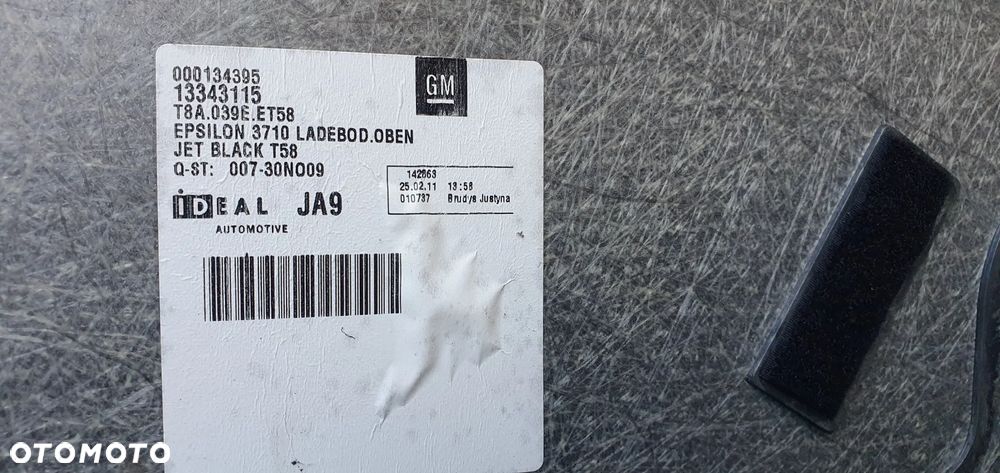 000134395
13343115
T8A.039E.ET58
EPSILON 3710 LADEBOD.OBEN
JET BLACK T58
Q-ST: 007-30NO09
GM
142863
25.02.11 13:58
010737 Brudys Justyna
iDEAL JA9
AUTOMOTIVE
OTOMOTO